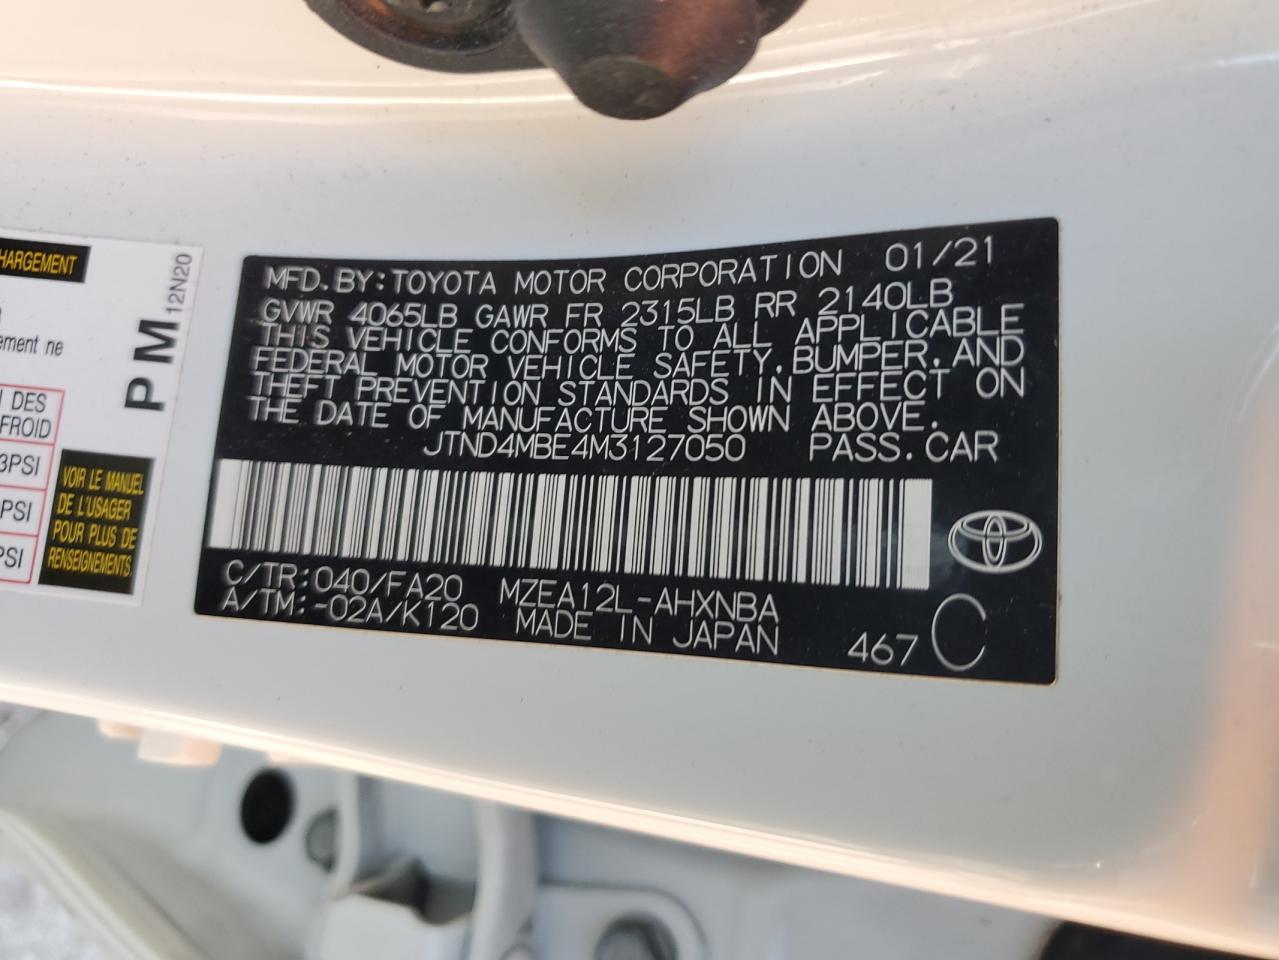 HARGEMENT
ement ne
I DES
FROID
3PSI
PSI
PSI
PM
12N20
VOIR LE MANUEL
DE L'USAGER
POUR PLUS DE
RENSEIGNEMENTS.
MFD.BY:TOYOTA MOTOR CORPORATION 01/21
GVWR 4065LB GAWR FR 2315LB RR 2140LB
THIS VEHICLE CONFORMS TO ALL APPLICABLE
FEDERAL MOTOR VEHICLE SAFETY,BUMPER,AND
THEFT PREVENTION STANDARDS IN EFFECT ON
THE DATE OF MANUFACTURE SHOWN ABOVE.
JTND4MBE4M3127050 PASS.CAR
C/TR:040/FA20 MZEA12L-AHXNBA
A/TM:-02A/K120 MADE IN JAPAN
467 C